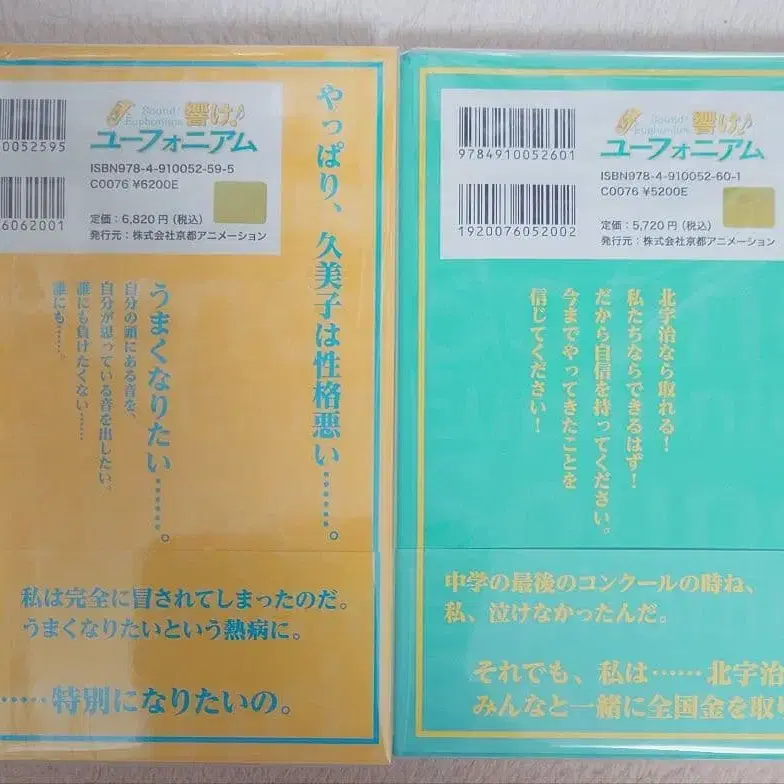 0052595
6062001
Sound!
Euphonium
響け♪
ユーフォニアム
ISBN978-4-910052-59-5
C0076 ¥6200E
定価：6,820円（税込）
発行元：株式会社京都アニメーション
やっぱり、久美子は性格悪い………。
うまくなりたい………。
自分の頭にある音を、
自分が思っている音を出したい。
誰にも負けたくない……
誰にも……。
私は完全に冒されてしまったのだ。
うまくなりたいという熱病に。
……特別になりたいの。
9784910052601
1920076052002
Sound!
Euphonium
響け♪
ユーフォニアム
ISBN978-4-910052-60-1
C0076 ¥5200E
定価：5,720円（税込）
発行元：株式会社京都アニメーション
北宇治なら取れる！
私たちならできるはず！
だから自信を持ってください。
今までやってきたことを
信じてください！
中学の最後のコンクールの時ね、
私、泣けなかったんだ。
それでも、私は……北宇治
みんなと一緒に全国金を取り